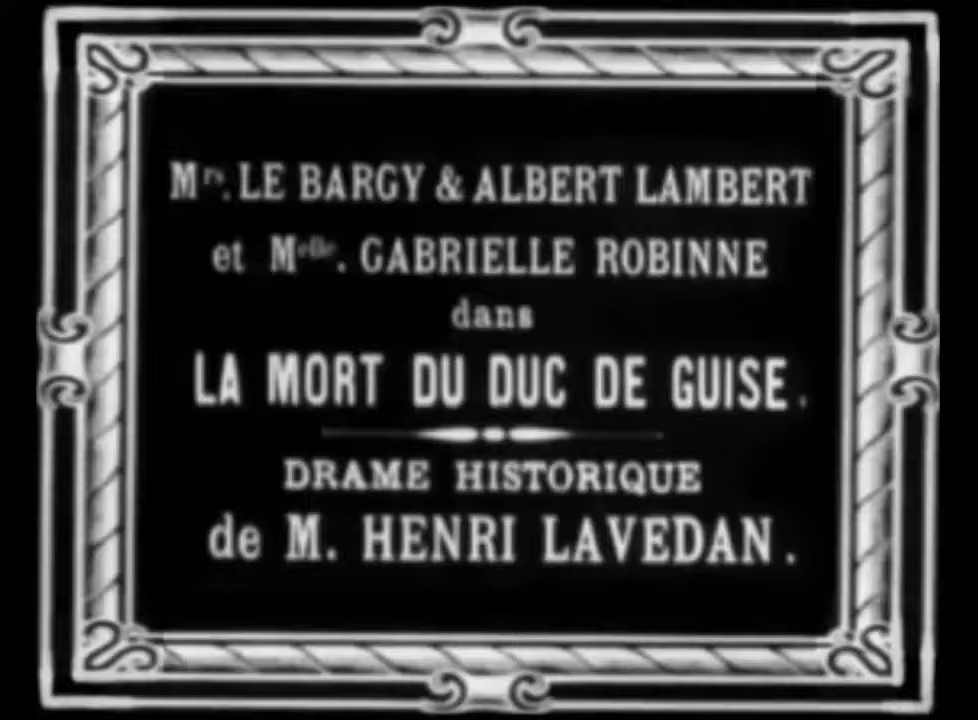 Mrs. LE BARGY & ALBERT LAMBERT
et Melle. GABRIELLE ROBINNE
dans
LA MORT DU DUC DE GUISE.
DRAME HISTORIQUE
de M. HENRI LAVEDAN.